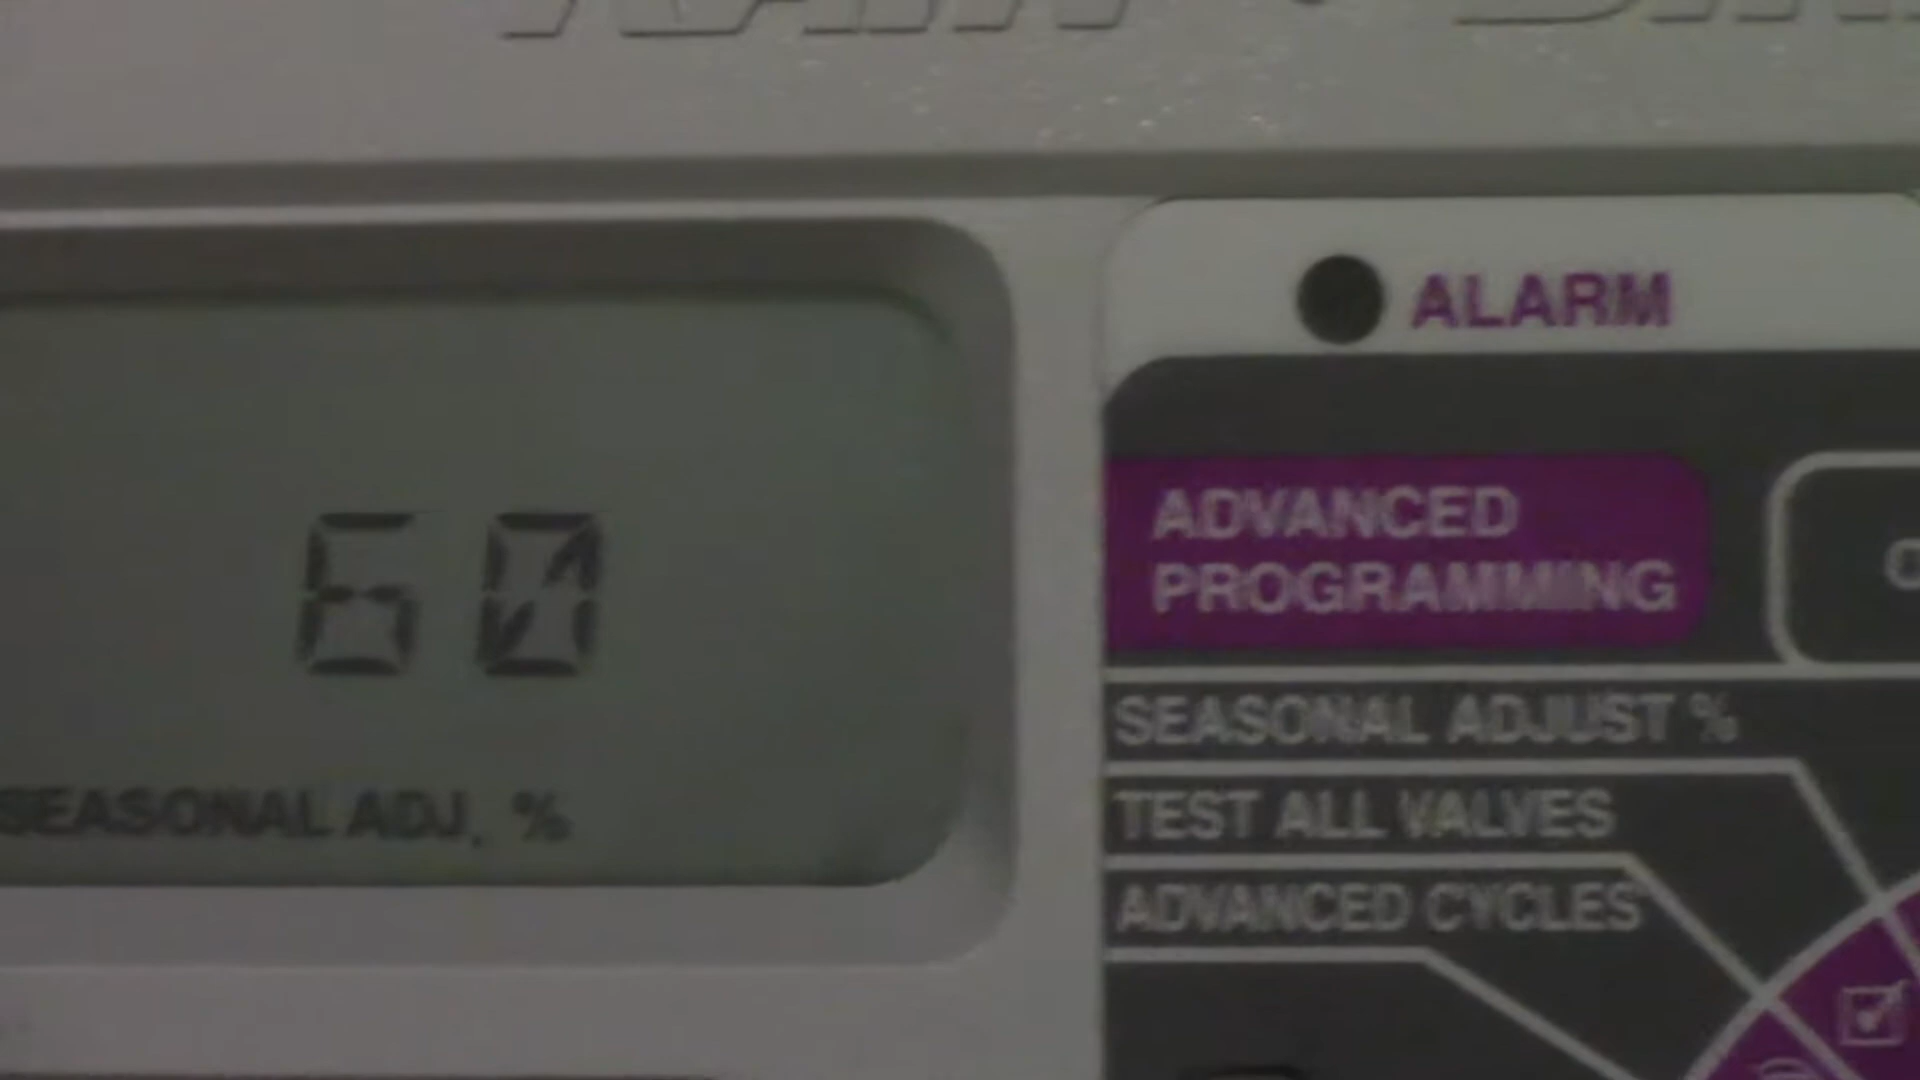 60
SEASONAL ADJ. %
ALARM
ADVANCED
PROGRAMMING
SEASONAL ADJUST %
TEST ALL VALVES
ADVANCED CYCLES